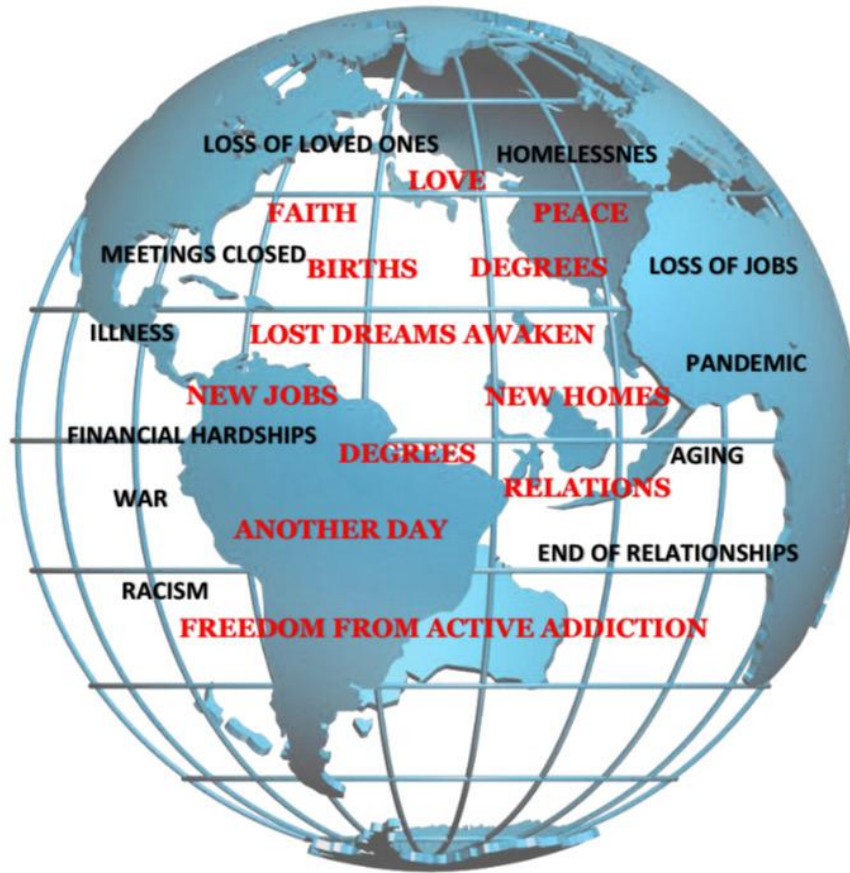 LOSS OF LOVED ONES
HOMELESSNES
LOVE
FAITH
PEACE
MEETINGS CLOSED
BIRTHS
DEGREES
LOSS OF JOBS
ILLNESS
LOST DREAMS AWAKEN
PANDEMIC
NEW JOBS
NEW HOMES
FINANCIAL HARDSHIPS
DEGREES
AGING
RELATIONS
WAR
ANOTHER DAY
END OF RELATIONSHIPS
RACISM
FREEDOM FROM ACTIVE ADDICTION